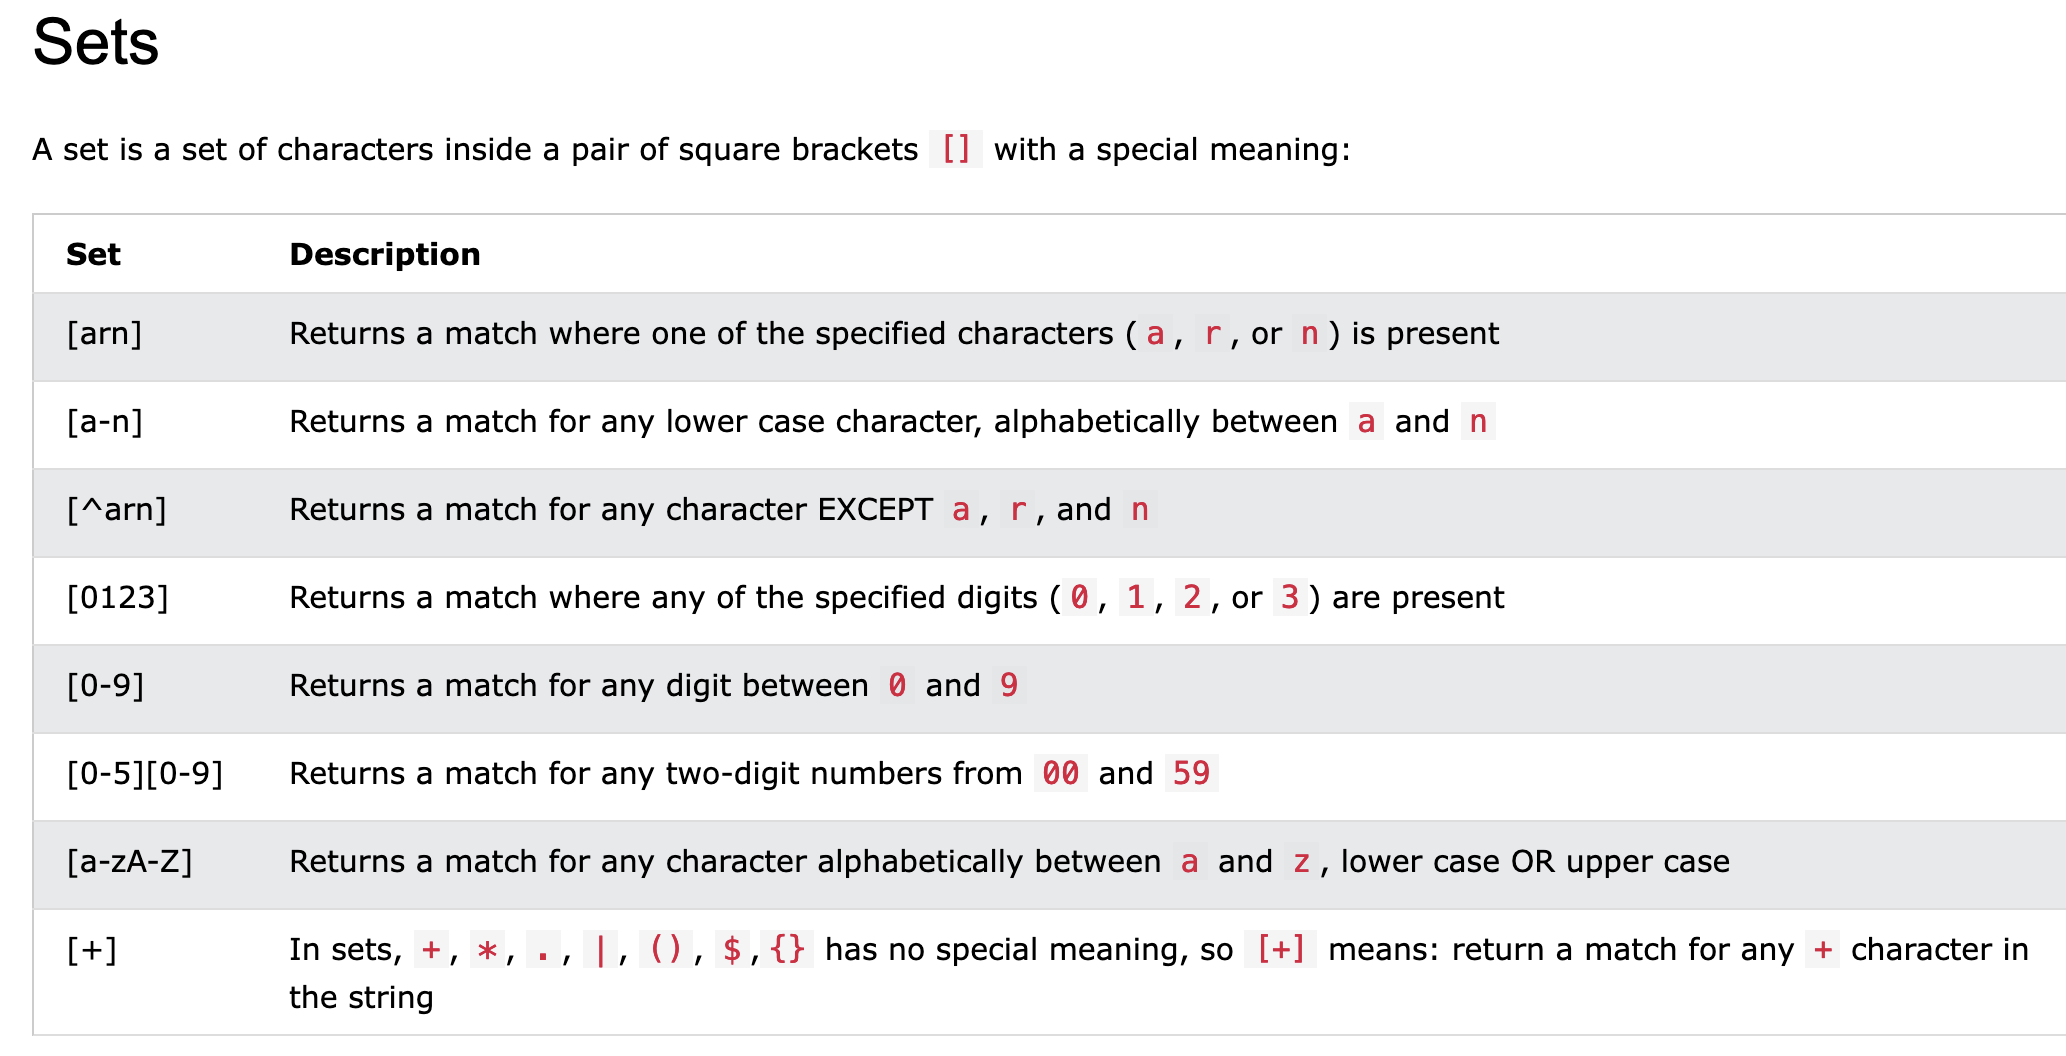 Sets
A set is a set of characters inside a pair of square brackets [] with a special meaning:
Set Description
[arn] Returns a match where one of the specified characters (a, r, or n) is present
[a-n] Returns a match for any lower case character, alphabetically between a and n
[^arn] Returns a match for any character EXCEPT a, r, and n
[0123] Returns a match where any of the specified digits (0, 1, 2, or 3) are present
[0-9] Returns a match for any digit between 0 and 9
[0-5][0-9] Returns a match for any two-digit numbers from 00 and 59
[a-zA-Z] Returns a match for any character alphabetically between a and z, lower case OR upper case
[+] In sets, +, *, ., |, (), $,{} has no special meaning, so [+] means: return a match for any + character in
the string